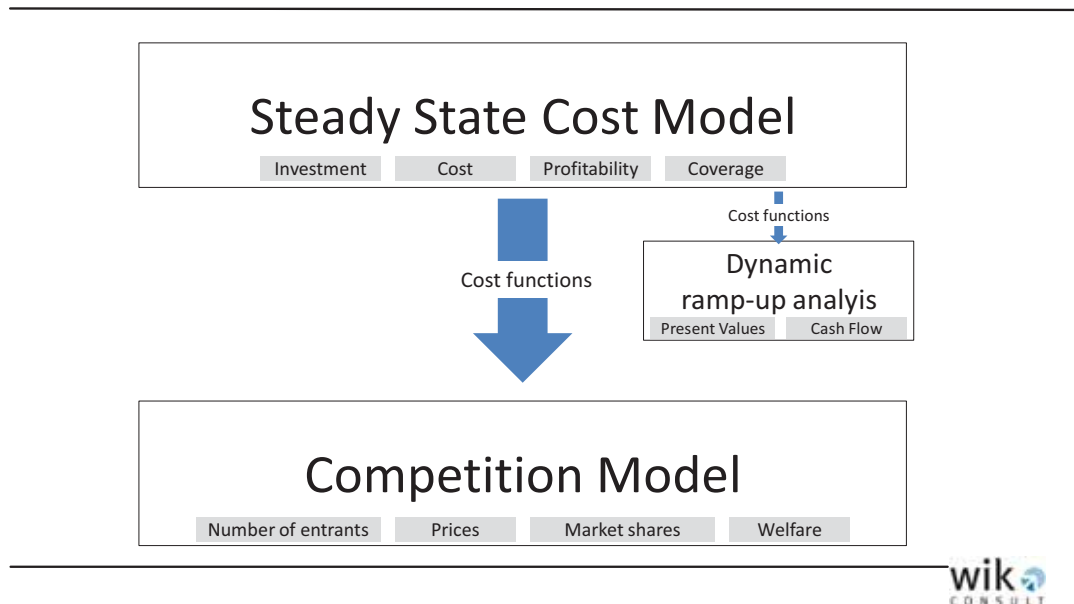 Steady State Cost Model
Investment Cost Profitability Coverage
Cost functions
Cost functions
Dynamic
ramp-up analyis
Present Values Cash Flow
Competition Model
Number of entrants Prices Market shares Welfare
wik
CONSULT